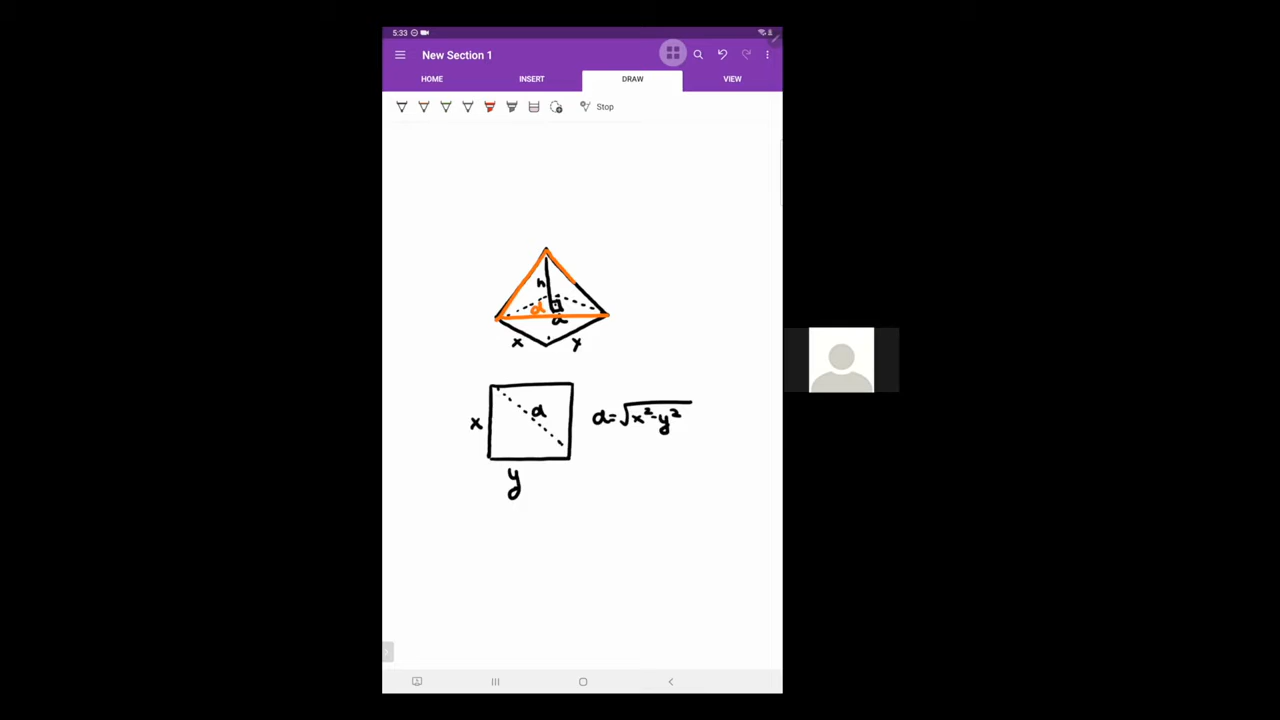 5:33
New Section 1
HOME INSERT DRAW VIEW
Stop
h
d
a
x y
d
x
d=√x²-y²
y